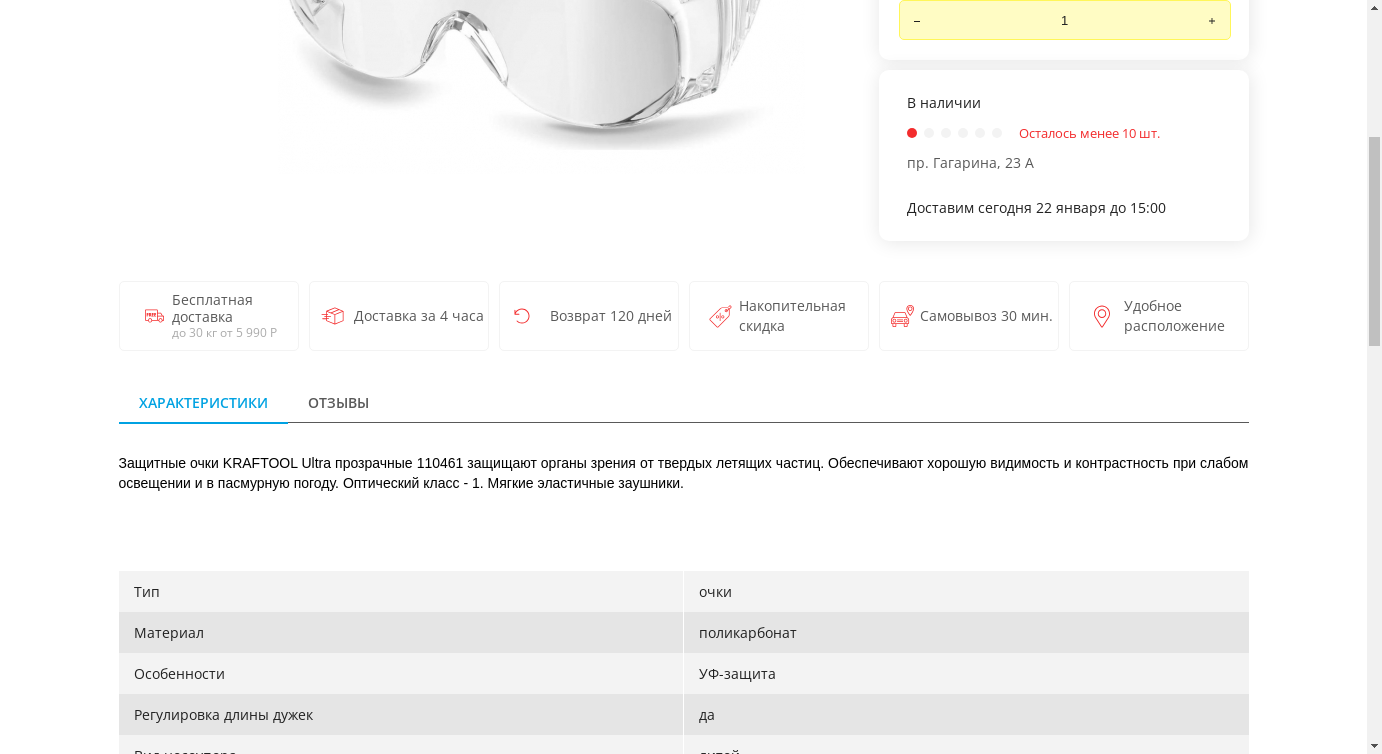 – 1 +
В наличии
Осталось менее 10 шт.
пр. Гагарина, 23 А
Доставим сегодня 22 января до 15:00
Бесплатная
доставка
до 30 кг от 5 990 Р
Доставка за 4 часа
Возврат 120 дней
Накопительная
скидка
Самовывоз 30 мин.
Удобное
расположение
ХАРАКТЕРИСТИКИ ОТЗЫВЫ
Защитные очки KRAFTOOL Ultra прозрачные 110461 защищают органы зрения от твердых летящих частиц. Обеспечивают хорошую видимость и контрастность при слабом
освещении и в пасмурную погоду. Оптический класс - 1. Мягкие эластичные заушники.
Тип очки
Материал поликарбонат
Особенности УФ-защита
Регулировка длины дужек да